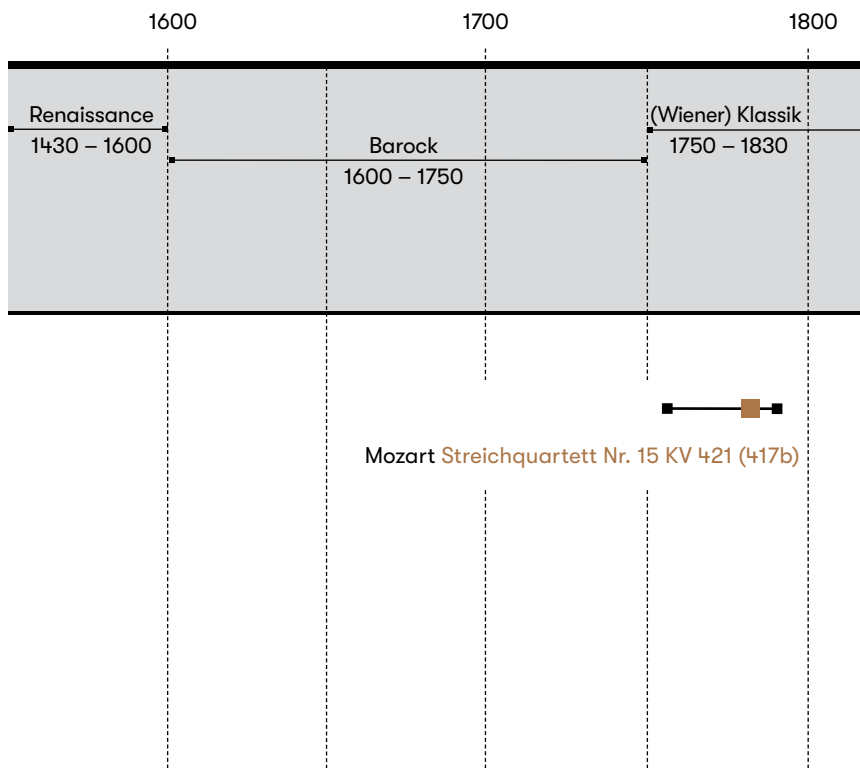 1600 1700 1800
Renaissance
1430 – 1600
Barock
1600 – 1750
(Wiener) Klassik
1750 – 1830
Mozart Streichquartett Nr. 15 KV 421 (417b)